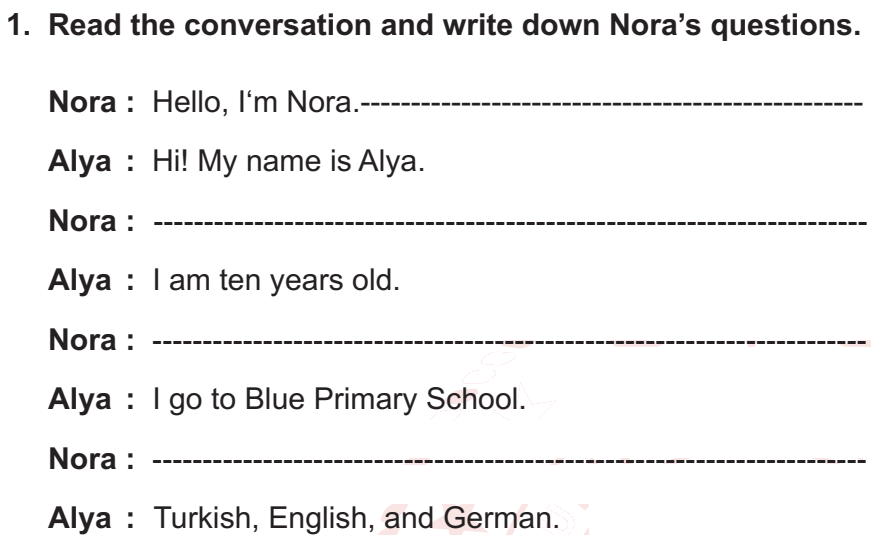 1. Read the conversation and write down Nora’s questions.
Nora : Hello, I‘m Nora.--------------------------------------------------
Alya : Hi! My name is Alya.
Nora : -----------------------------------------------------------------------
Alya : I am ten years old.
Nora : -----------------------------------------------------------------------
Alya : I go to Blue Primary School.
Nora : -----------------------------------------------------------------------
Alya : Turkish, English, and German.